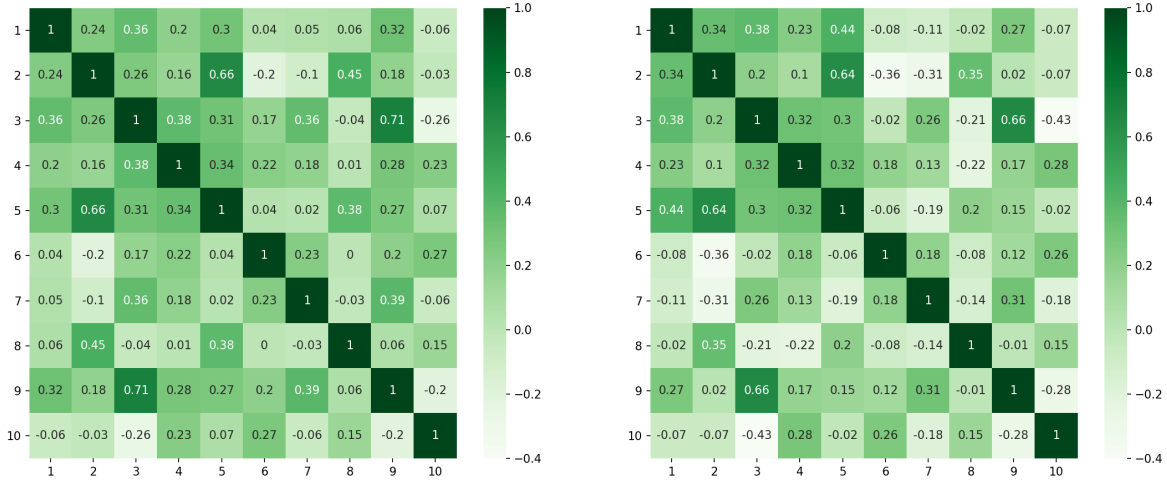 1 1 0.24 0.36 0.2 0.3 0.04 0.05 0.06 0.32 -0.06
2 0.24 1 0.26 0.16 0.66 -0.2 -0.1 0.45 0.18 -0.03
3 0.36 0.26 1 0.38 0.31 0.17 0.36 -0.04 0.71 -0.26
4 0.2 0.16 0.38 1 0.34 0.22 0.18 0.01 0.28 0.23
5 0.3 0.66 0.31 0.34 1 0.04 0.02 0.38 0.27 0.07
6 0.04 -0.2 0.17 0.22 0.04 1 0.23 0 0.2 0.27
7 0.05 -0.1 0.36 0.18 0.02 0.23 1 -0.03 0.39 -0.06
8 0.06 0.45 -0.04 0.01 0.38 0 -0.03 1 0.06 0.15
9 0.32 0.18 0.71 0.28 0.27 0.2 0.39 0.06 1 -0.2
10 -0.06 -0.03 -0.26 0.23 0.07 0.27 -0.06 0.15 -0.2 1
1 2 3 4 5 6 7 8 9 10
1.0
0.8
0.6
0.4
0.2
0.0
−0.2
−0.4
1 1 0.34 0.38 0.23 0.44 -0.08 -0.11 -0.02 0.27 -0.07
2 0.34 1 0.2 0.1 0.64 -0.36 -0.31 0.35 0.02 -0.07
3 0.38 0.2 1 0.32 0.3 -0.02 0.26 -0.21 0.66 -0.43
4 0.23 0.1 0.32 1 0.32 0.18 0.13 -0.22 0.17 0.28
5 0.44 0.64 0.3 0.32 1 -0.06 -0.19 0.2 0.15 -0.02
6 -0.08 -0.36 -0.02 0.18 -0.06 1 0.18 -0.08 0.12 0.26
7 -0.11 -0.31 0.26 0.13 -0.19 0.18 1 -0.14 0.31 -0.18
8 -0.02 0.35 -0.21 -0.22 0.2 -0.08 -0.14 1 -0.01 0.15
9 0.27 0.02 0.66 0.17 0.15 0.12 0.31 -0.01 1 -0.28
10 -0.07 -0.07 -0.43 0.28 -0.02 0.26 -0.18 0.15 -0.28 1
1 2 3 4 5 6 7 8 9 10
1.0
0.8
0.6
0.4
0.2
0.0
−0.2
−0.4